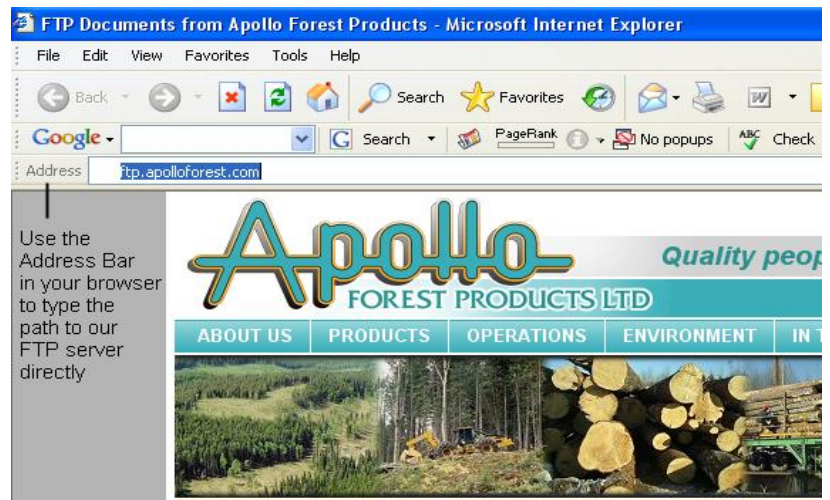 FTP Documents from Apollo Forest Products - Microsoft Internet Explorer
File Edit View Favorites Tools Help
Back Search Favorites W
Google G Search PageRank No popups ABC Check
Address ftp.apolloforest.com
Use the
Address Bar
in your browser
to type the
path to our
FTP server
directly
Apollo
Quality
FOREST PRODUCTS LTD
ABOUT US PRODUCTS OPERATIONS ENVIRONMENT IN